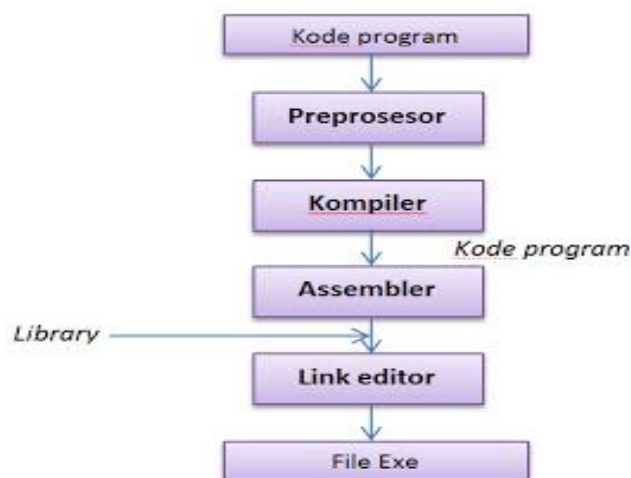 Kode program
Preprosesor
Kompiler
Kode program
Assembler
Library
Link editor
File Exe